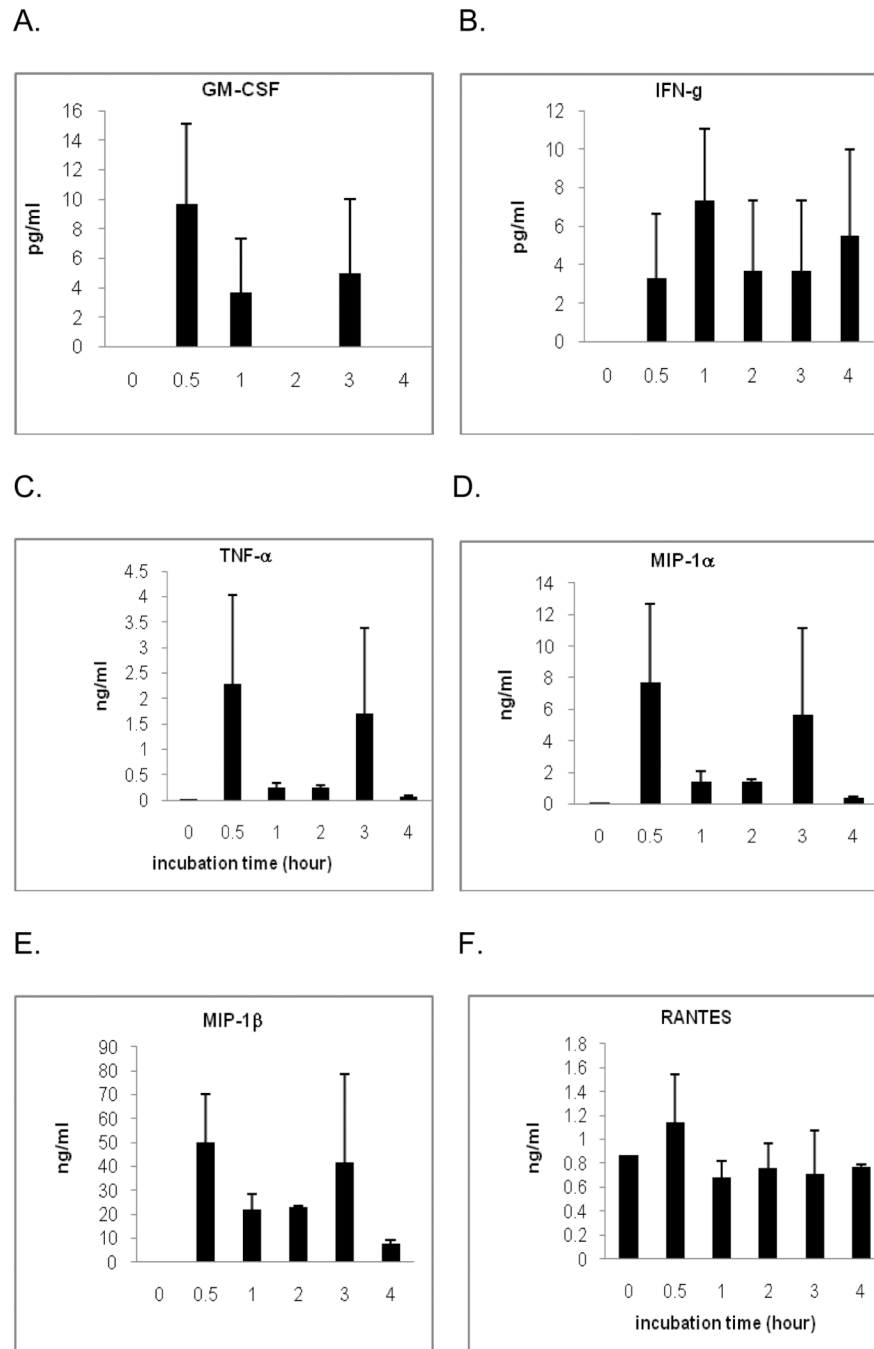 A.
GM-CSF
16
14
12
10
8
6
4
2
0
pg/ml
0 0.5 1 2 3 4
B.
IFN-g
12
10
8
6
4
2
0
pg/ml
0 0.5 1 2 3 4
C.
TNF-α
4.5
4
3.5
3
2.5
2
1.5
1
0.5
0
ng/ml
0 0.5 1 2 3 4
incubation time (hour)
D.
MIP-1α
14
12
10
8
6
4
2
0
ng/ml
0 0.5 1 2 3 4
E.
MIP-1β
90
80
70
60
50
40
30
20
10
0
ng/ml
0 0.5 1 2 3 4
F.
RANTES
1.8
1.6
1.4
1.2
1
0.8
0.6
0.4
0.2
0
ng/ml
0 0.5 1 2 3 4
incubation time (hour)